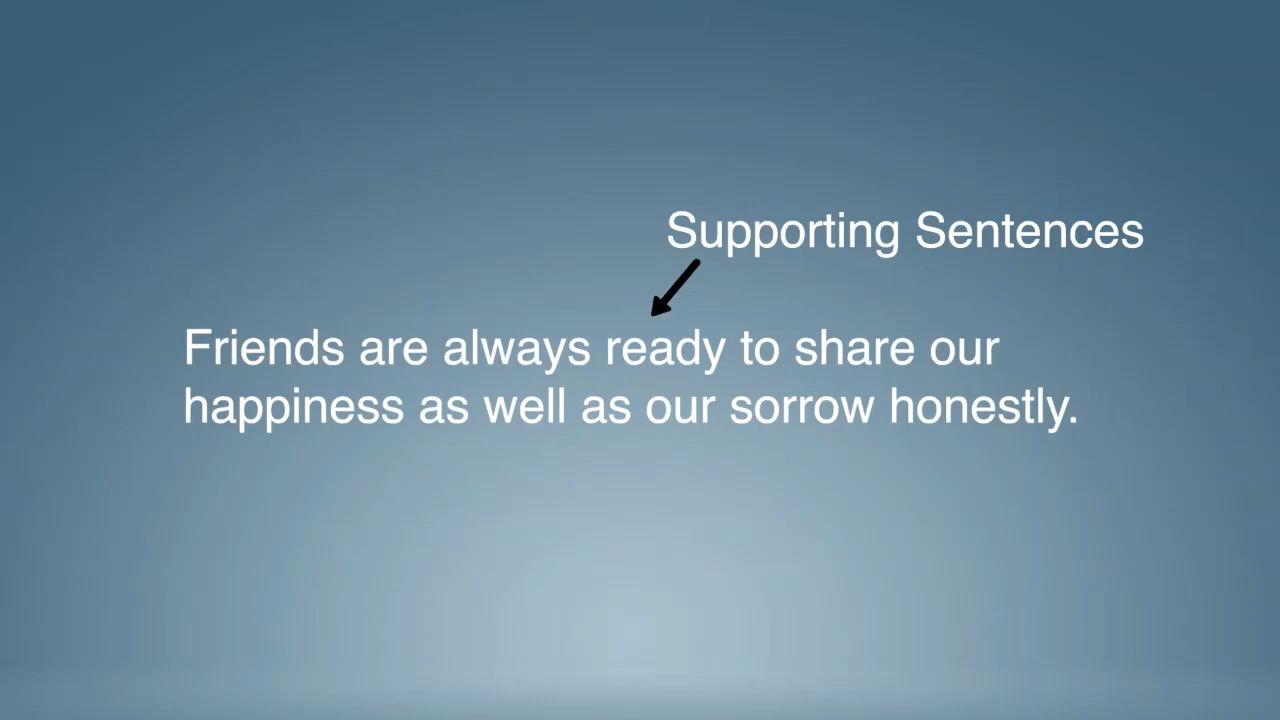 Supporting Sentences
Friends are always ready to share our
happiness as well as our sorrow honestly.